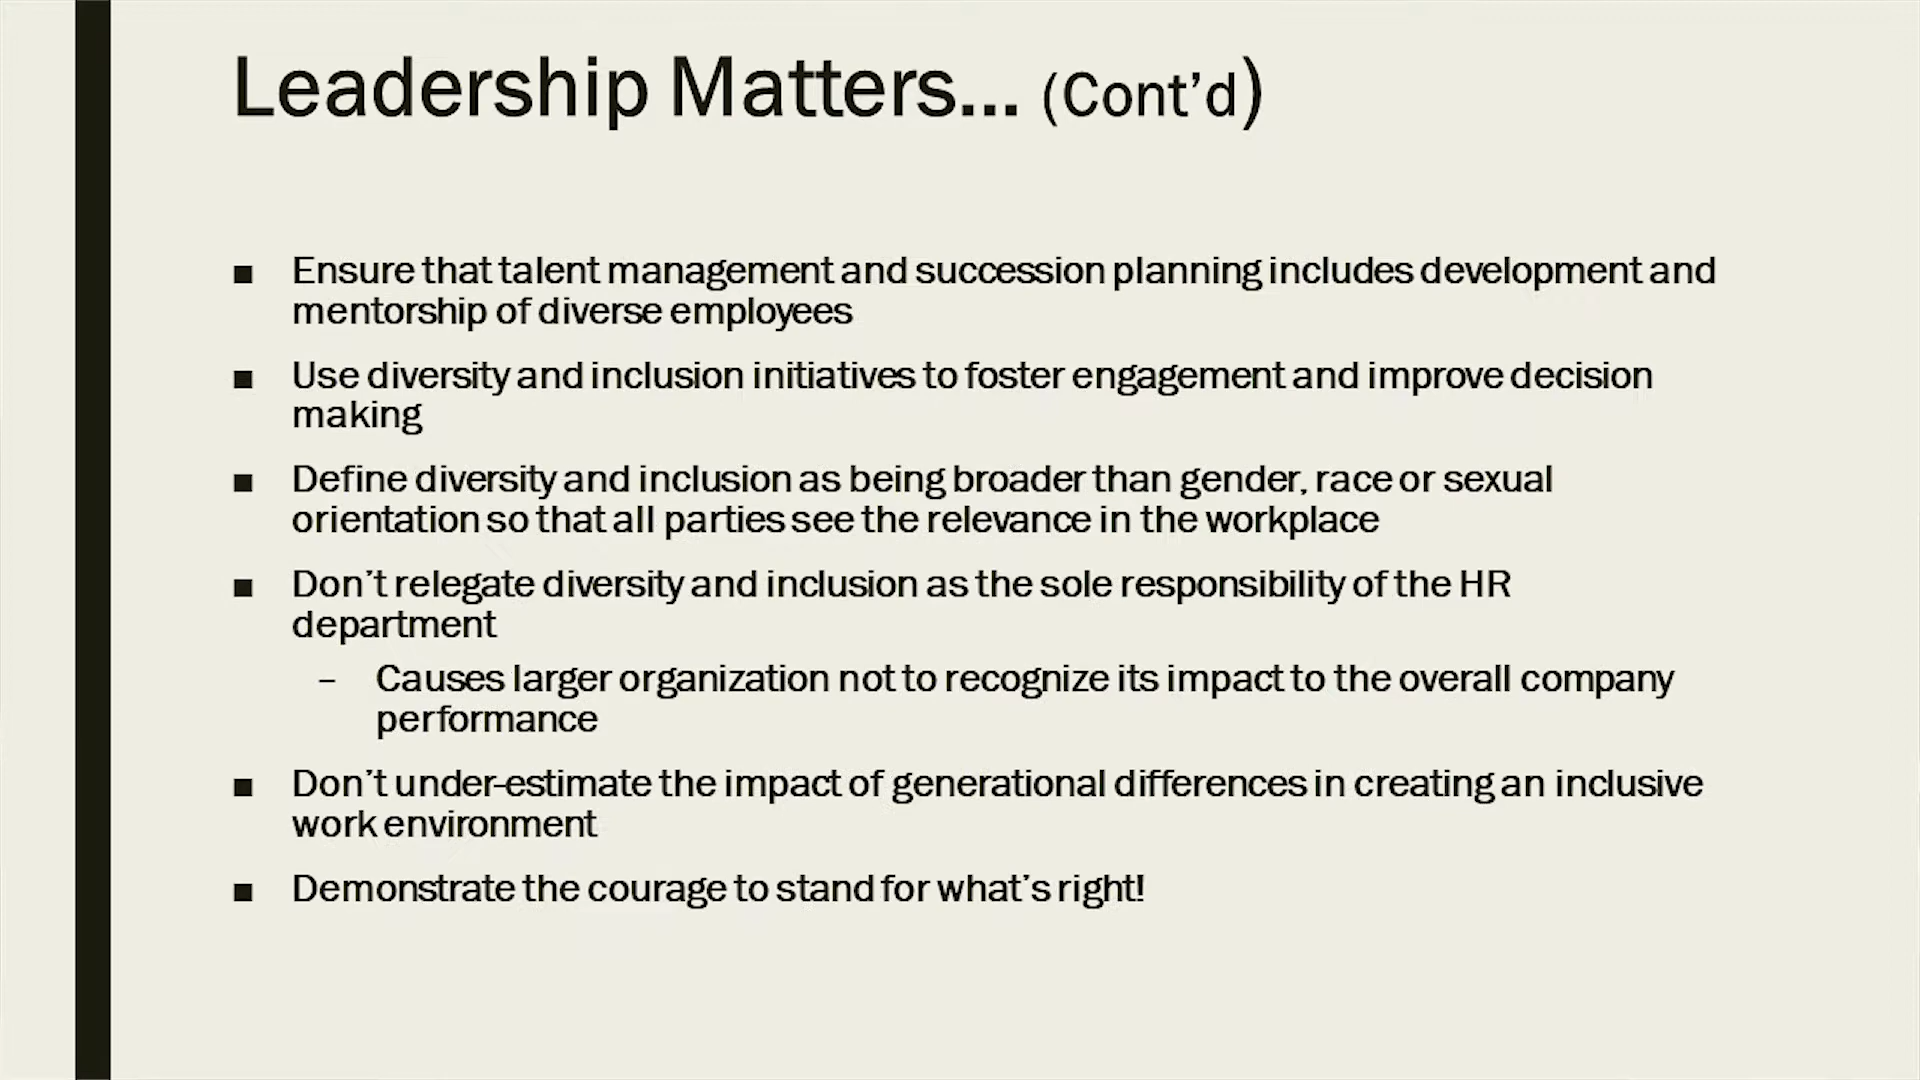 Leadership Matters... (Cont’d)
■ Ensure that talent management and succession planning includes development and
mentorship of diverse employees
■ Use diversity and inclusion initiatives to foster engagement and improve decision
making
■ Define diversity and inclusion as being broader than gender, race or sexual
orientation so that all parties see the relevance in the workplace
■ Don’t relegate diversity and inclusion as the sole responsibility of the HR
department
– Causes larger organization not to recognize its impact to the overall company
performance
■ Don’t under-estimate the impact of generational differences in creating an inclusive
work environment
■ Demonstrate the courage to stand for what’s right!